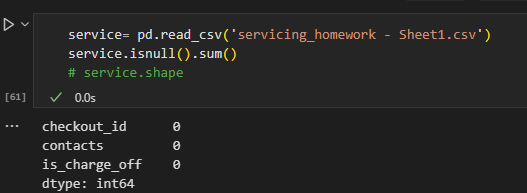 service= pd.read_csv('servicing_homework - Sheet1.csv')
service.isnull().sum()
# service.shape
[61]
0.0s
...
checkout_id 0
contacts 0
is_charge_off 0
dtype: int64